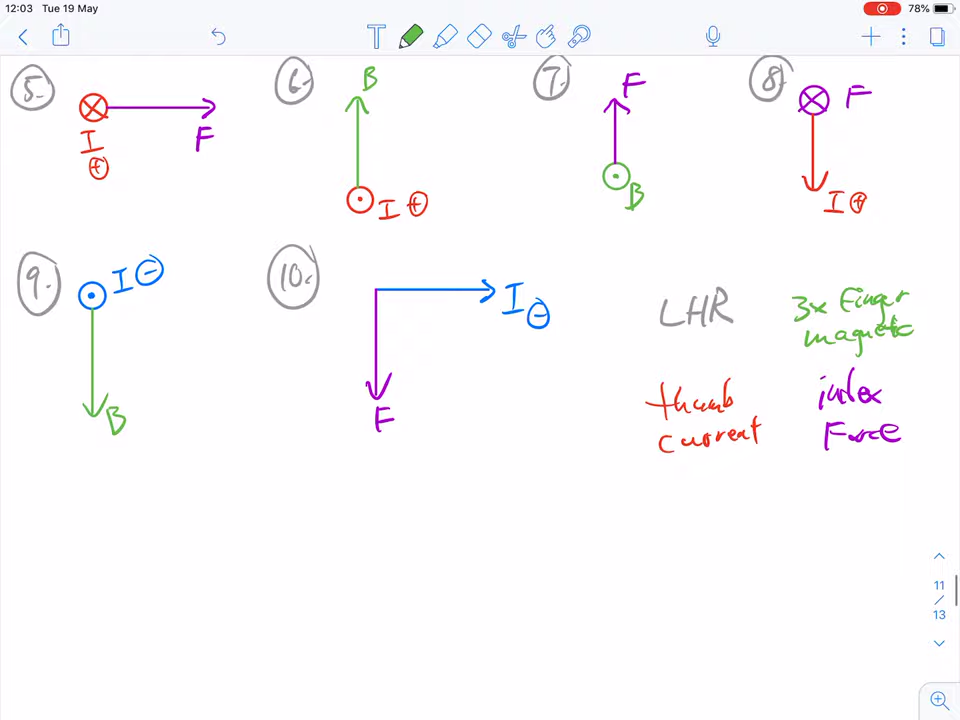 12:03 Tue 19 May
78%
T
5. I + F
6. B I +
7. F B
8. F I +
9. I − B
10. I − F
LHR
3x Finger
magnetic
thumb
current
index
Force
11
/
13